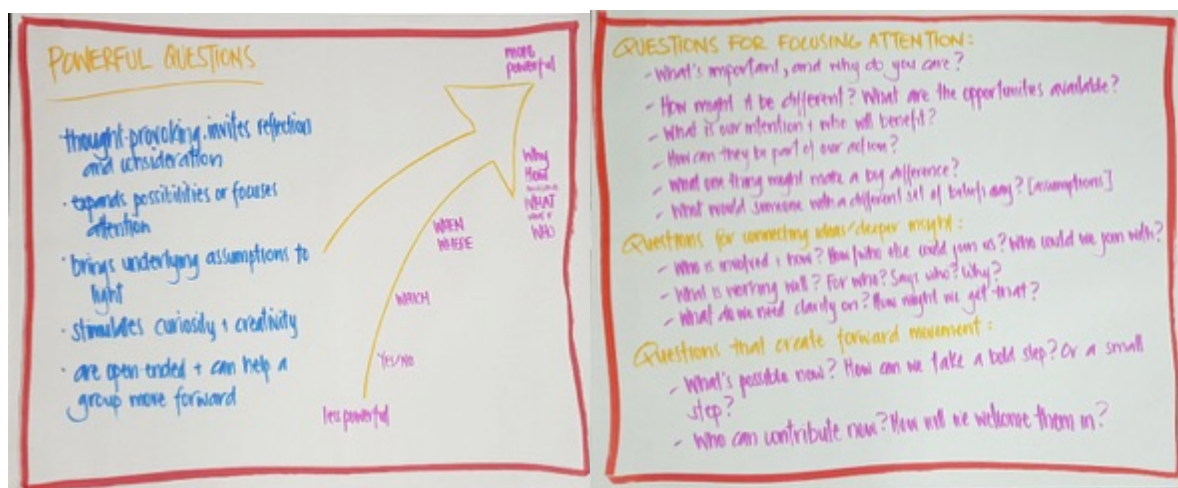 POWERFUL QUESTIONS
thought-provoking. invites reflection
and consideration
· expands possibilities or focuses
attention
· brings underlying assumptions to
light
· stimulates curiosity + creativity
· are open-ended + can help a
group move forward
more
powerful
Why
How
WHAT
WHO
WHEN
WHERE
WHICH
Yes/No
less powerful
QUESTIONS FOR FOCUSING ATTENTION:
- What's important, and why do you care?
- How might it be different? What are the opportunities available?
- What is our intention + who will benefit?
- How can they be part of our action?
- What one thing might make a big difference?
- What would someone with a different set of beliefs say? [assumptions]
Questions for connecting ideas/deeper insight:
- Who is involved + how? How/who else could join us? Who could we join with?
- What is working well? For who? Says who? Why?
- What do we need clarity on? How might we get that?
Questions that create forward movement:
- What's possible now? How can we take a bold step? Or a small
step?
- Who can contribute now? How will we welcome them in?